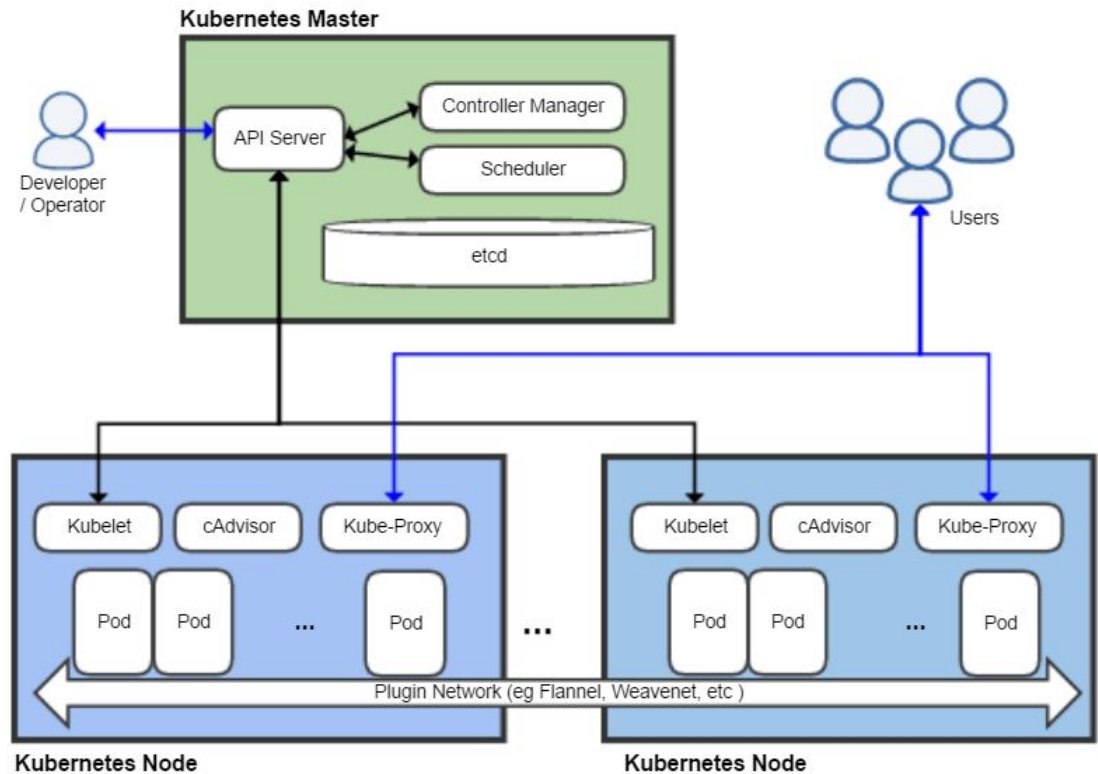 Kubernetes Master
Controller Manager
API Server
Scheduler
Developer
/ Operator
Users
etcd
Kubelet
cAdvisor
Kube-Proxy
Pod
Pod
...
Pod
...
Kubelet
cAdvisor
Kube-Proxy
Pod
Pod
...
Pod
Plugin Network (eg Flannel, Weavenet, etc )
Kubernetes Node
Kubernetes Node